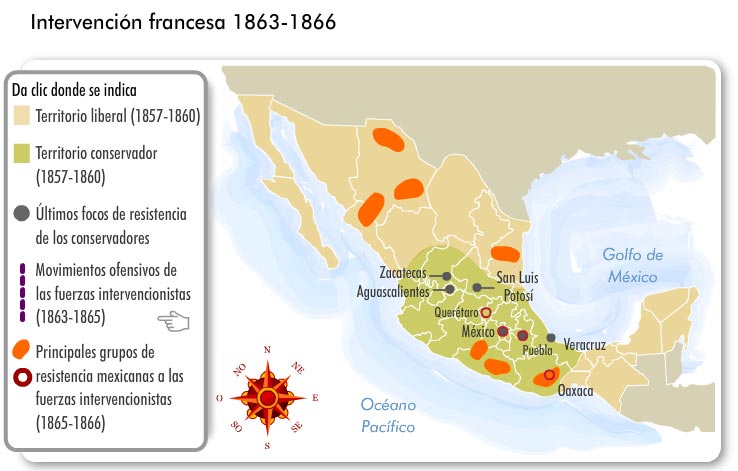 Intervención francesa 1863-1866
Da clic donde se indica
Territorio liberal (1857-1860)
Territorio conservador
(1857-1860)
Últimos focos de resistencia
de los conservadores
Movimientos ofensivos de
las fuerzas intervencionistas
(1863-1865)
Principales grupos de
resistencia mexicanas a las
fuerzas intervencionistas
(1865-1866)
Golfo de
México
Zacatecas
Aguascalientes
San Luis
Potosí
Querétaro
México
Puebla
Veracruz
Oaxaca
Océano
Pacífico
N
NO
NE
O
E
SO
SE
S